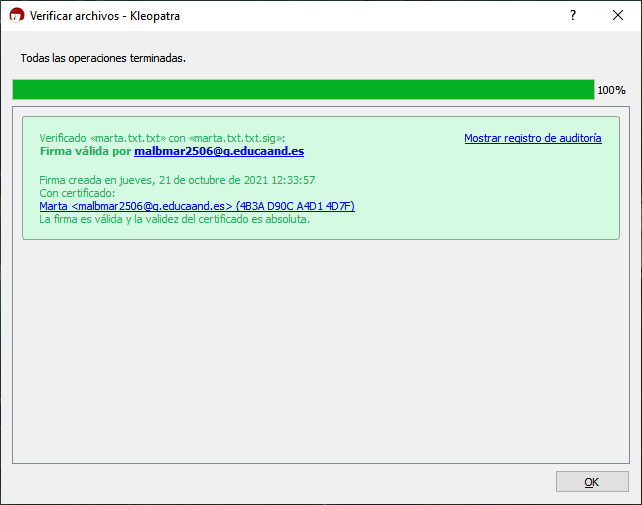 Verificar archivos - Kleopatra
Todas las operaciones terminadas.
100%
Verificado «marta.txt.txt» con «marta.txt.txt.sig»:
Mostrar registro de auditoría
Firma válida por malbmar2506@g.educaand.es
Firma creada en jueves, 21 de octubre de 2021 12:33:57
Con certificado:
Marta <malbmar2506@g.educaand.es> (4B3A D90C A4D1 4D7F)
La firma es válida y la validez del certificado es absoluta.
OK